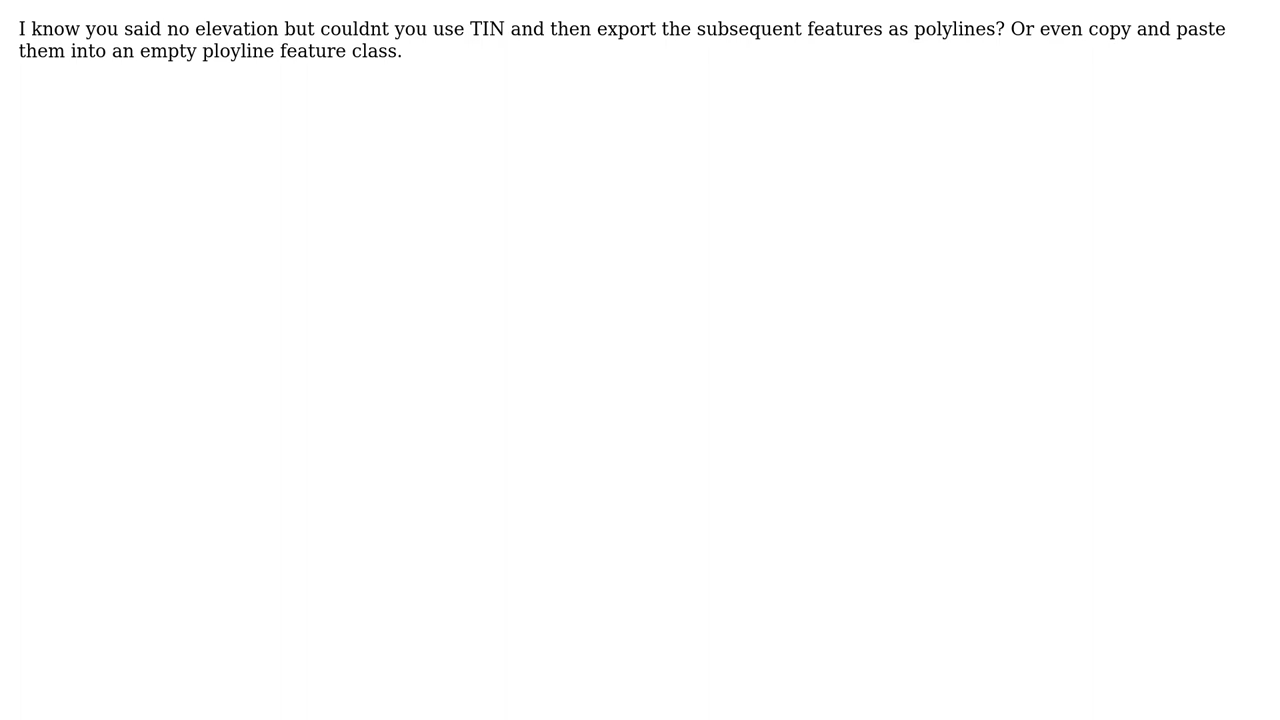 I know you said no elevation but couldnt you use TIN and then export the subsequent features as polylines? Or even copy and paste
them into an empty ployline feature class.